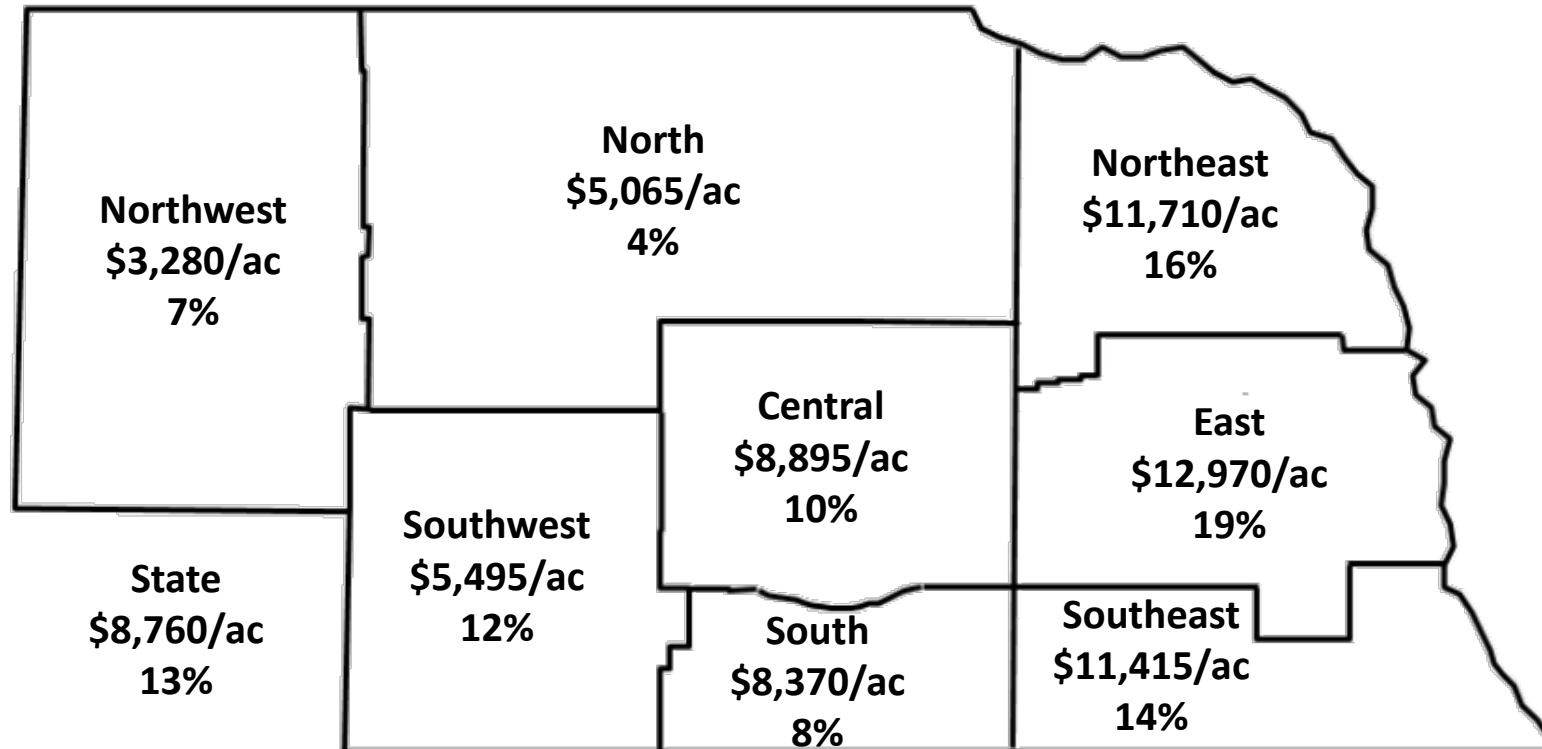 Northwest
$3,280/ac
7%
North
$5,065/ac
4%
Northeast
$11,710/ac
16%
Central
$8,895/ac
10%
East
$12,970/ac
19%
Southwest
$5,495/ac
12%
State
$8,760/ac
13%
South
$8,370/ac
8%
Southeast
$11,415/ac
14%